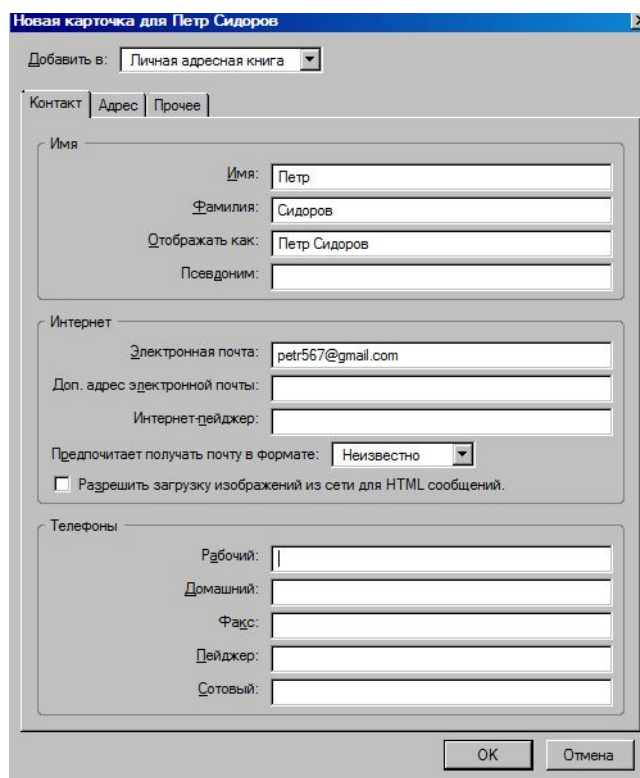 Новая карточка для Петр Сидоров
Добавить в: Личная адресная книга
Контакт Адрес Прочее
Имя
Имя: Петр
Фамилия: Сидоров
Отображать как: Петр Сидоров
Псевдоним:
Интернет
Электронная почта: petr567@gmail.com
Доп. адрес электронной почты:
Интернет-пейджер:
Предпочитает получать почту в формате: Неизвестно
Разрешить загрузку изображений из сети для HTML сообщений.
Телефоны
Рабочий:
Домашний:
Факс:
Пейджер:
Сотовый:
OK Отмена